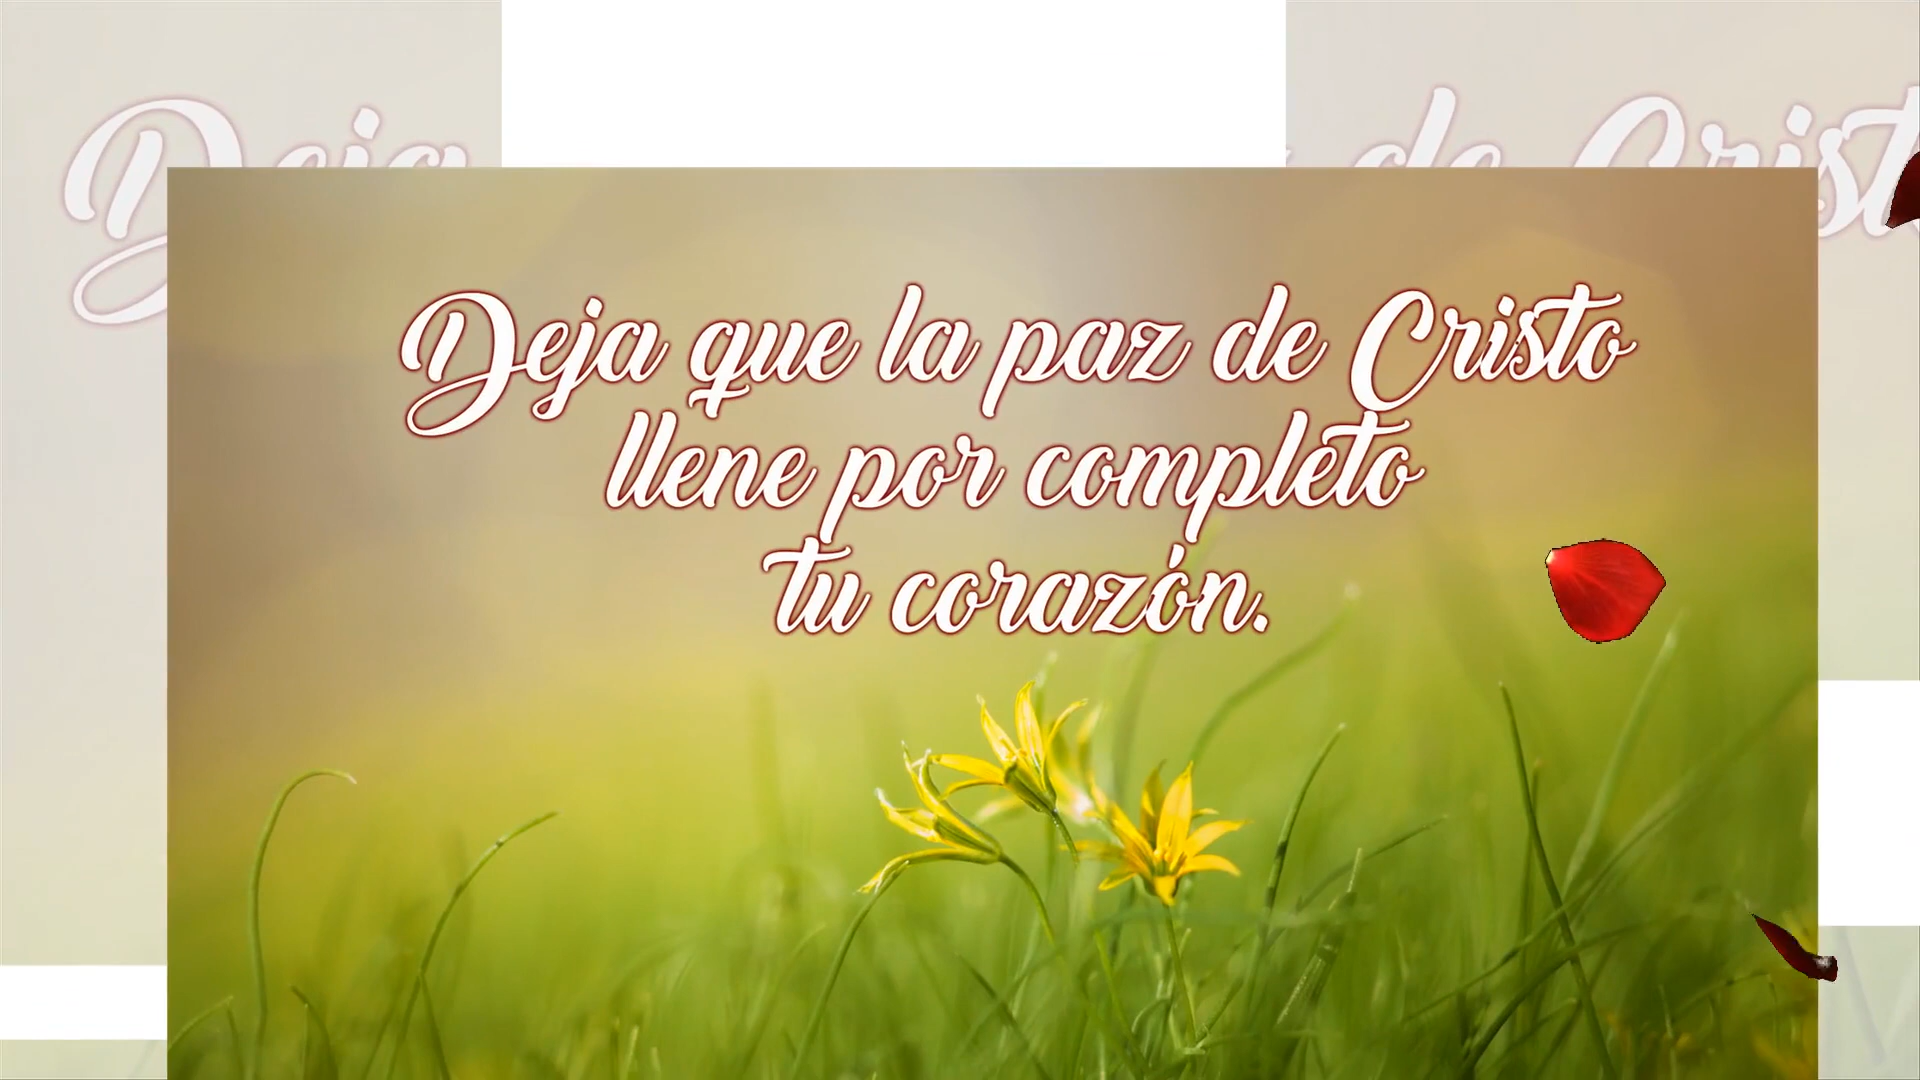 Deja que la paz de Cristo
llene por completo
tu corazón.